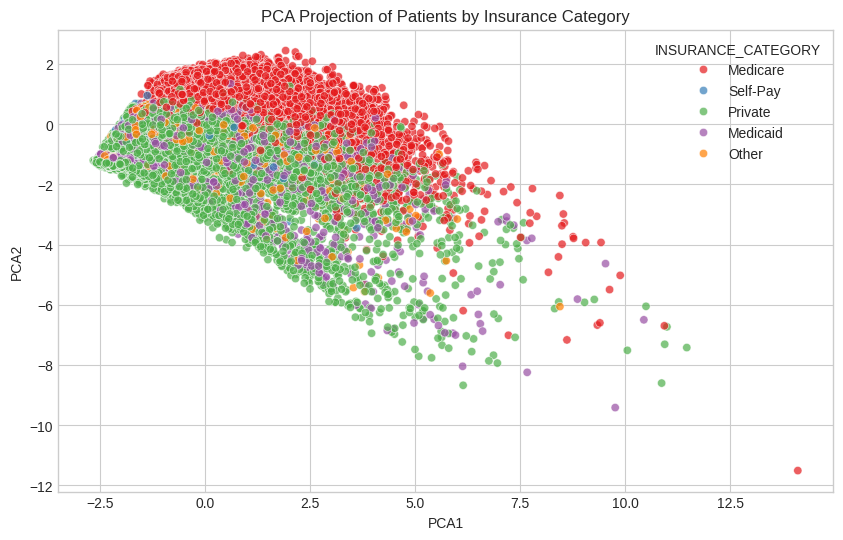 PCA Projection of Patients by Insurance Category
INSURANCE_CATEGORY
Medicare
Self-Pay
Private
Medicaid
Other
PCA2
2
0
−2
−4
−6
−8
−10
−12
−2.5
0.0
2.5
5.0
7.5
10.0
12.5
PCA1